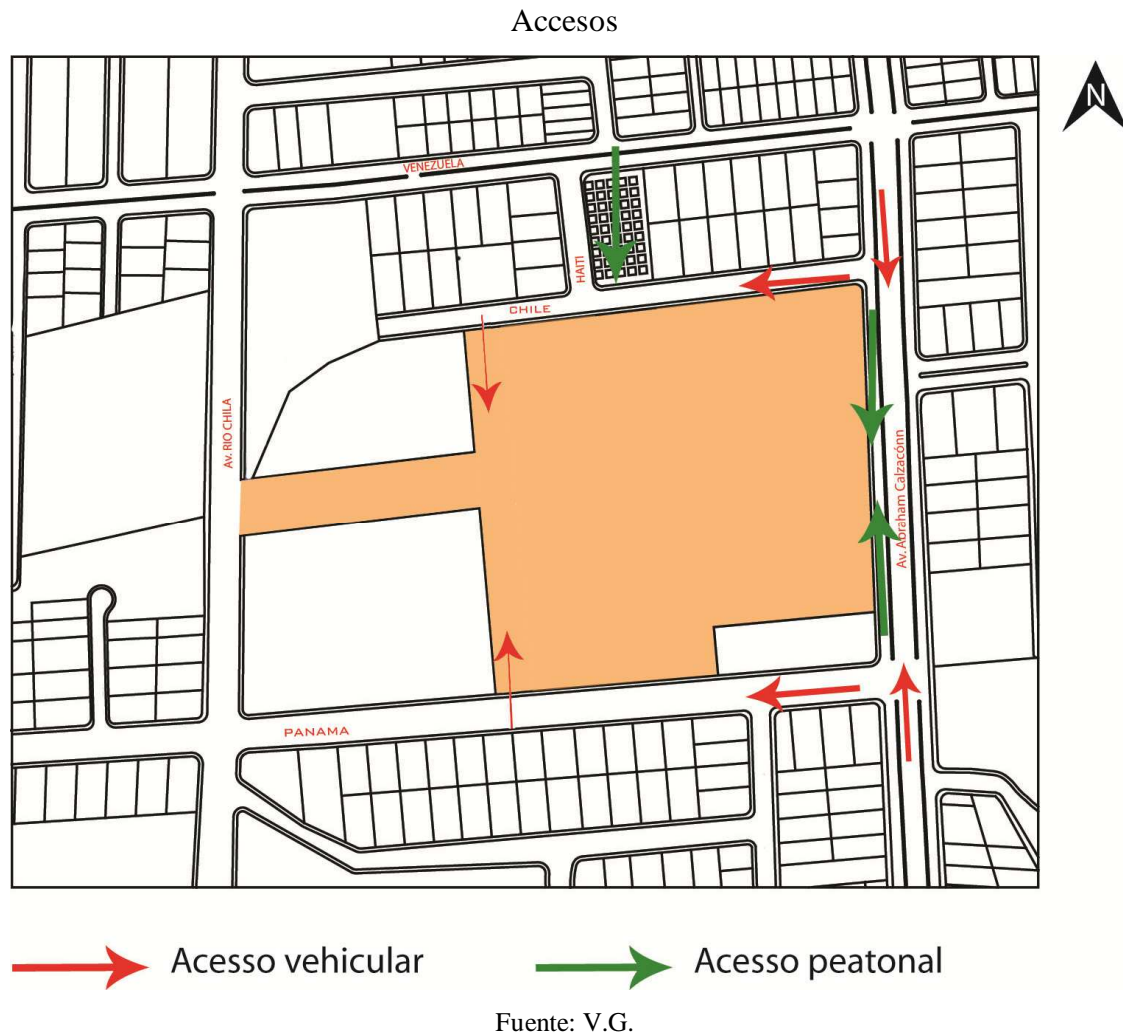 Accesos
N
VENEZUELA
HAITI
CHILE
Av. RIO CHILA
Av. Abraham Calzacónn
PANAMA
Acesso vehicular
Acesso peatonal
Fuente: V.G.